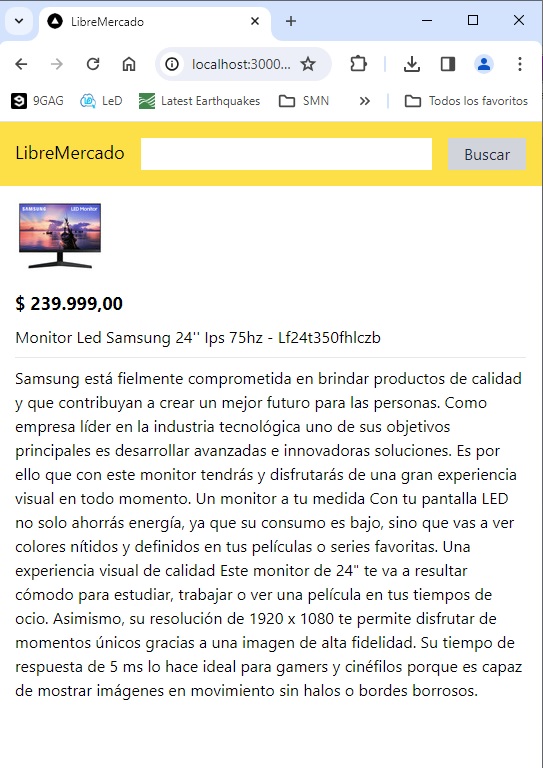 LibreMercado
localhost:3000...
9GAG
LeD
Latest Earthquakes
SMN
Todos los favoritos
LibreMercado
Buscar
SAMSUNG
LED Monitor
$ 239.999,00
Monitor Led Samsung 24'' Ips 75hz - Lf24t350fhlczb
Samsung está fielmente comprometida en brindar productos de calidad
y que contribuyan a crear un mejor futuro para las personas. Como
empresa líder en la industria tecnológica uno de sus objetivos
principales es desarrollar avanzadas e innovadoras soluciones. Es por
ello que con este monitor tendrás y disfrutarás de una gran experiencia
visual en todo momento. Un monitor a tu medida Con tu pantalla LED
no solo ahorrás energía, ya que su consumo es bajo, sino que vas a ver
colores nítidos y definidos en tus películas o series favoritas. Una
experiencia visual de calidad Este monitor de 24" te va a resultar
cómodo para estudiar, trabajar o ver una película en tus tiempos de
ocio. Asimismo, su resolución de 1920 x 1080 te permite disfrutar de
momentos únicos gracias a una imagen de alta fidelidad. Su tiempo de
respuesta de 5 ms lo hace ideal para gamers y cinéfilos porque es capaz
de mostrar imágenes en movimiento sin halos o bordes borrosos.